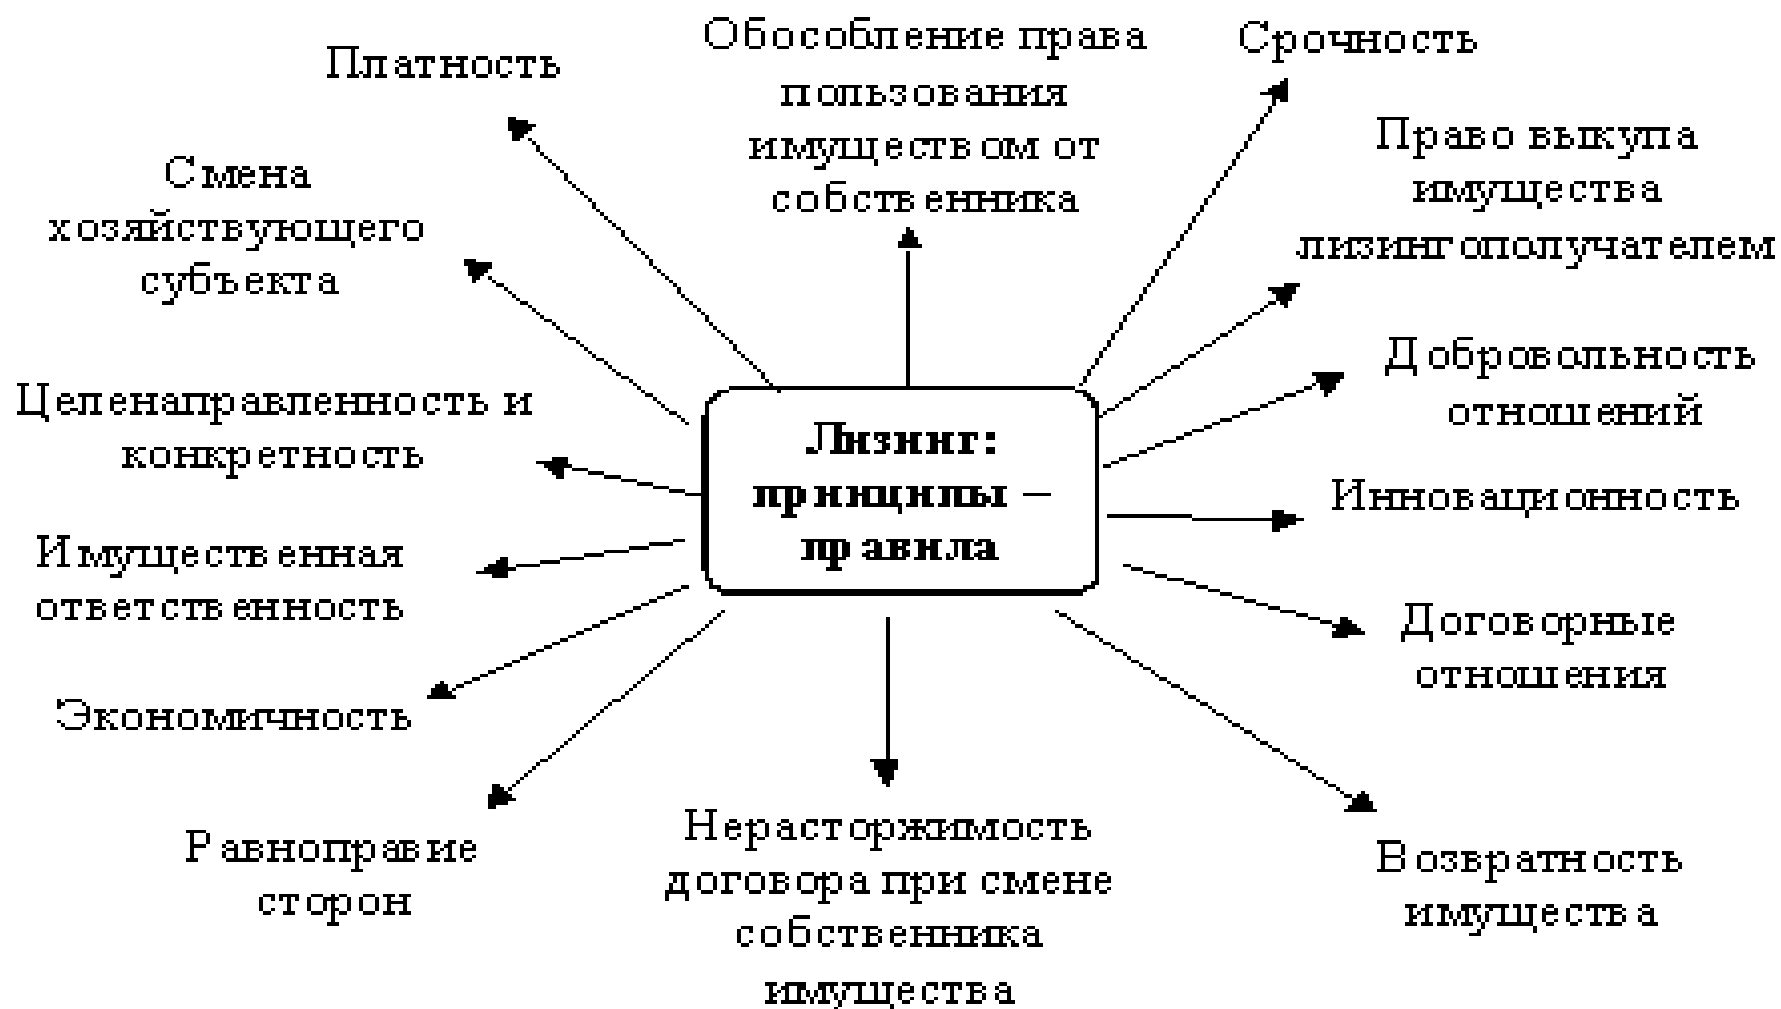 Платность
Обособление права
пользования
имуществом от
собственника
Срочность
Право выкупа
имущества
лизингополучателем
Смена
хозяйствующего
субъекта
Добровольность
отношений
Целенаправленность и
конкретность
Лизинг:
принципы –
правила
Инновационность
Имущественная
ответственность
Договорные
отношения
Экономичность
Равноправие
сторон
Нерасторжимость
договора при смене
собственника
имущества
Возвратность
имущества